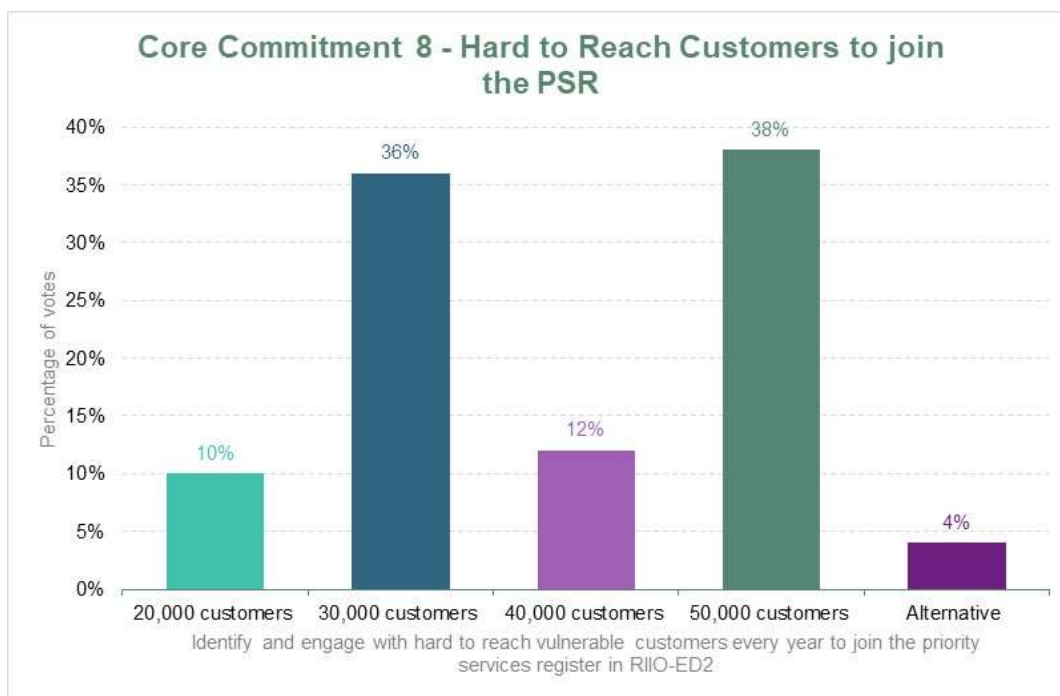 Core Commitment 8 - Hard to Reach Customers to join
the PSR
Percentage of votes
40%
35%
30%
25%
20%
15%
10%
5%
0%
10%
36%
12%
38%
4%
20,000 customers
30,000 customers
40,000 customers
50,000 customers
Alternative
Identify and engage with hard to reach vulnerable customers every year to join the priority
services register in RIIO-ED2